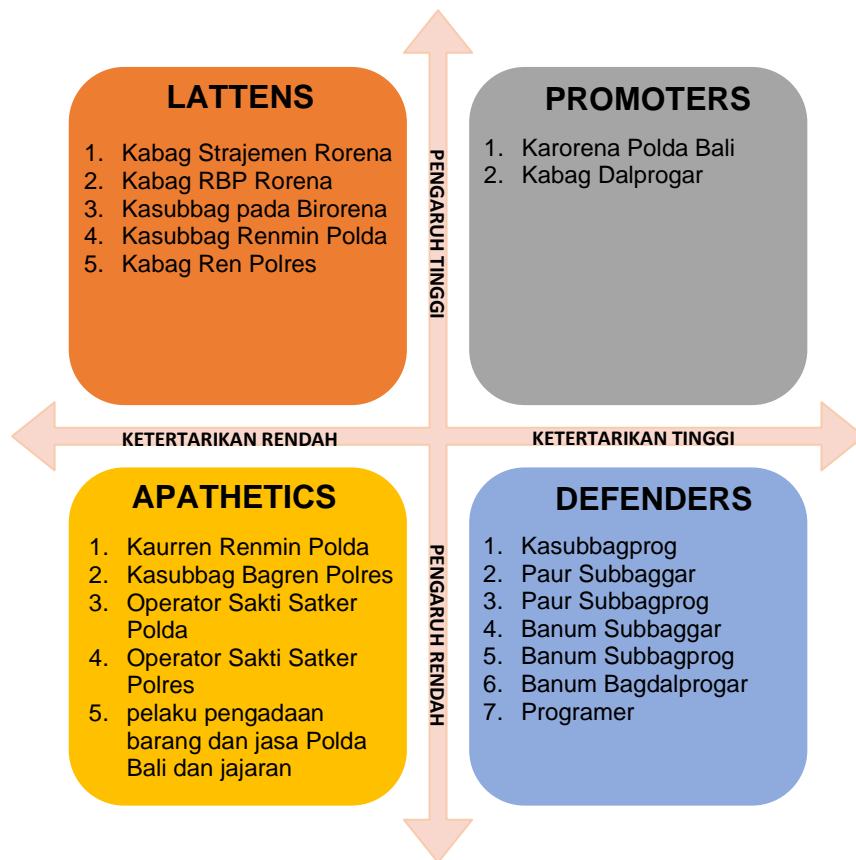 LATTENS
1. Kabag Strajemen Rorena
2. Kabag RBP Rorena
3. Kasubbag pada Birorena
4. Kasubbag Renmin Polda
5. Kabag Ren Polres
PENGARUH TINGGI
PROMOTERS
1. Karorena Polda Bali
2. Kabag Dalprogar
KETERTARIKAN RENDAH
KETERTARIKAN TINGGI
APATHETICS
1. Kaurren Renmin Polda
2. Kasubbag Bagren Polres
3. Operator Sakti Satker
Polda
4. Operator Sakti Satker
Polres
5. pelaku pengadaan
barang dan jasa Polda
Bali dan jajaran
PENGARUH RENDAH
DEFENDERS
1. Kasubbagprog
2. Paur Subbaggar
3. Paur Subbagprog
4. Banum Subbaggar
5. Banum Subbagprog
6. Banum Bagdalprogar
7. Programer